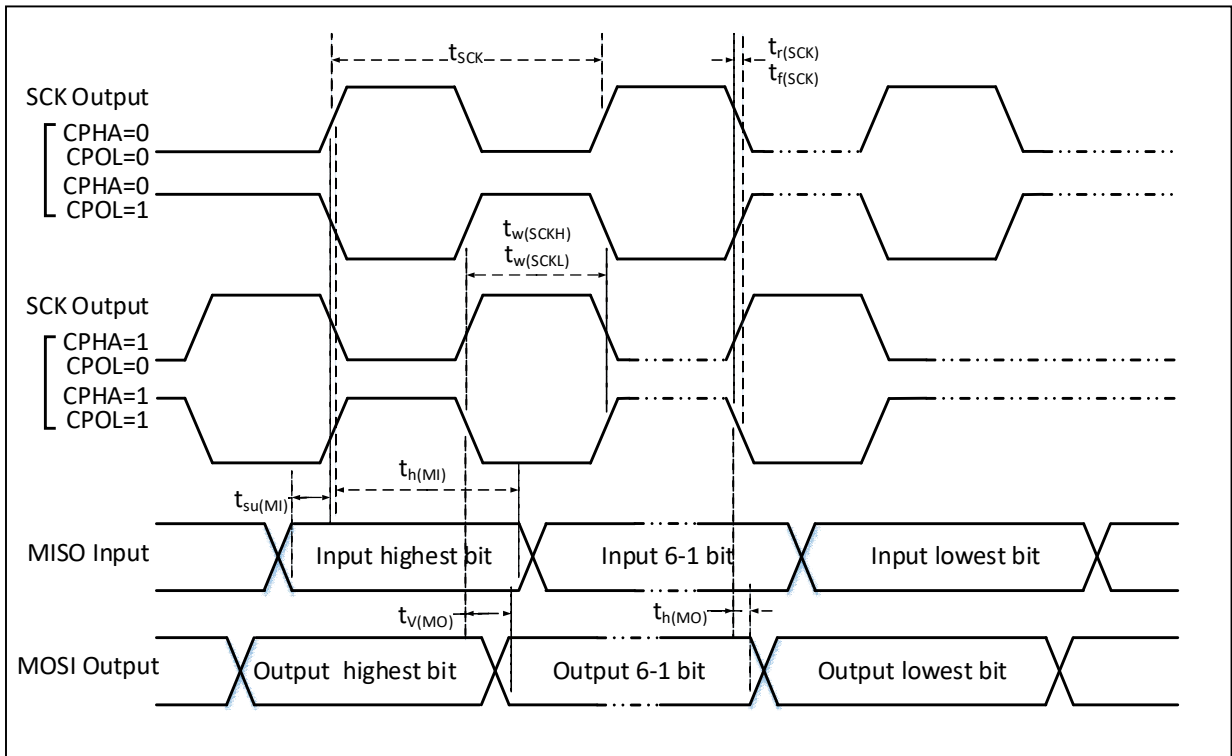 tSCK
tr(SCK)
tf(SCK)
SCK Output
CPHA=0
CPOL=0
CPHA=0
CPOL=1
tw(SCKH)
tw(SCKL)
SCK Output
CPHA=1
CPOL=0
CPHA=1
CPOL=1
th(MI)
tsu(MI)
MISO Input
Input highest bit
Input 6-1 bit
Input lowest bit
tV(MO)
th(MO)
MOSI Output
Output highest bit
Output 6-1 bit
Output lowest bit